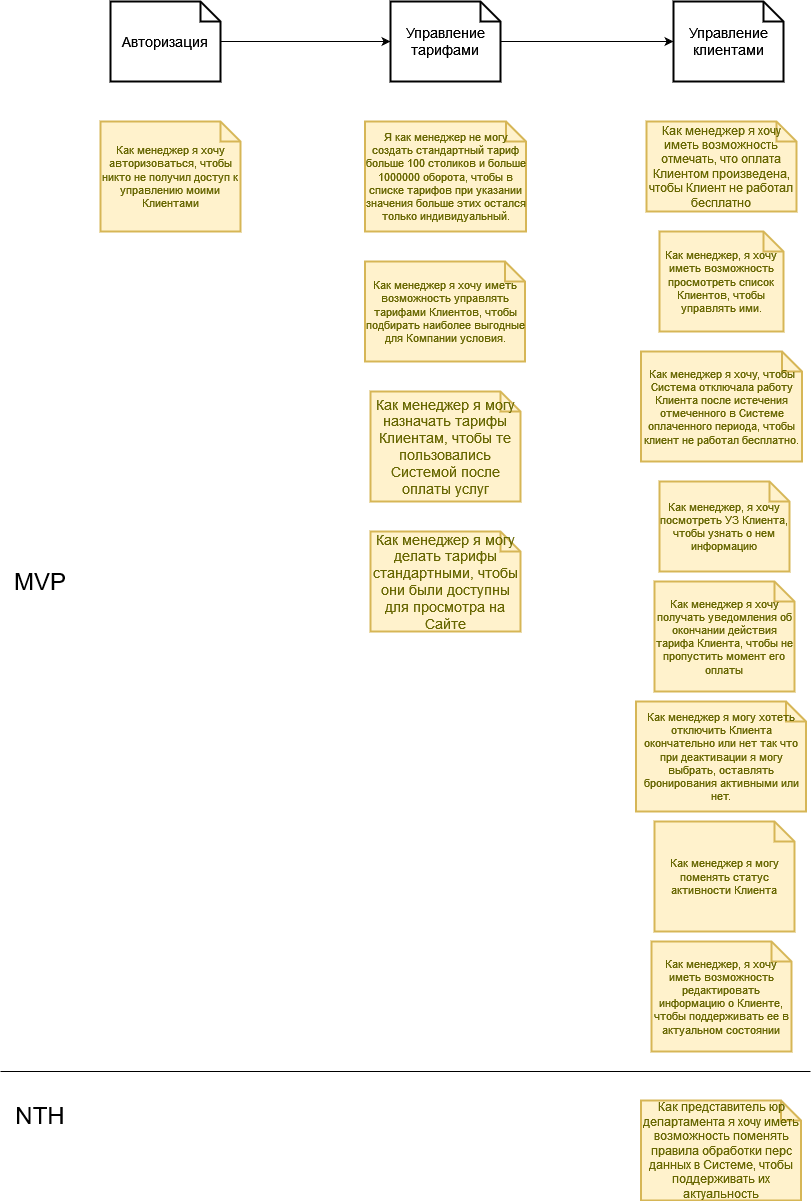 Авторизация
Управление
тарифами
Управление
клиентами
Как менеджер я хочу
авторизоваться, чтобы
никто не получил доступ к
управлению моими
Клиентами
Я как менеджер не могу
создать стандартный тариф
больше 100 столиков и больше
1000000 оборота, чтобы в
списке тарифов при указании
значения больше этих остался
только индивидуальный.
Как менеджер я хочу иметь
возможность управлять
тарифами Клиентов, чтобы
подбирать наиболее выгодные
для Компании условия.
Как менеджер я могу
назначать тарифы
Клиентам, чтобы те
пользовались
Системой после
оплаты услуг
Как менеджер я могу
делать тарифы
стандартными, чтобы
они были доступны
для просмотра на
Сайте
Как менеджер я хочу
иметь возможность
отмечать, что оплата
Клиентом произведена,
чтобы Клиент не работал
бесплатно
Как менеджер, я хочу
иметь возможность
просмотреть список
Клиентов, чтобы
управлять ими.
Как менеджер я хочу, чтобы
Система отключала работу
Клиента после истечения
отмеченного в Системе
оплаченного периода, чтобы
клиент не работал бесплатно.
Как менеджер, я хочу
посмотреть УЗ Клиента,
чтобы узнать о нем
информацию
Как менеджер я хочу
получать уведомления об
окончании действия
тарифа Клиента, чтобы не
пропустить момент его
оплаты
Как менеджер я могу хотеть
отключить Клиента
окончательно или нет так что
при деактивации я могу
выбрать, оставлять
бронирования активными или
нет.
Как менеджер я могу
поменять статус
активности Клиента
Как менеджер, я хочу
иметь возможность
редактировать
информацию о Клиенте,
чтобы поддерживать ее в
актуальном состоянии
MVP
NTH
Как представитель юр
департамента я хочу иметь
возможность поменять
правила обработки перс
данных в Системе, чтобы
поддерживать их
актуальность